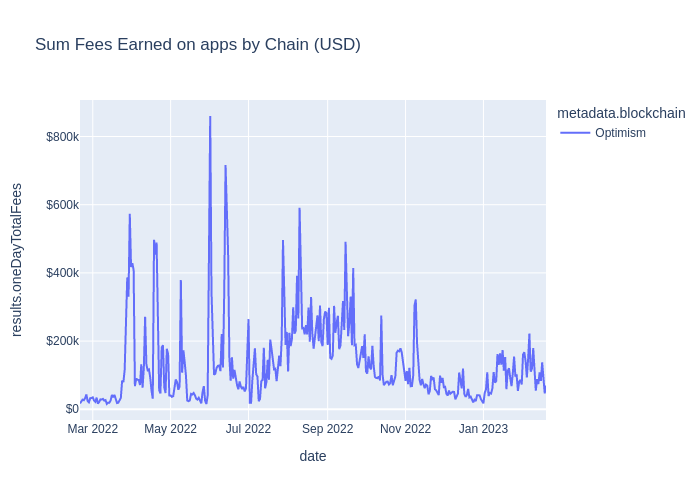 Sum Fees Earned on apps by Chain (USD)
metadata.blockchain
Optimism
results.oneDayTotalFees
$800k
$600k
$400k
$200k
$0
Mar 2022
May 2022
Jul 2022
Sep 2022
Nov 2022
Jan 2023
date